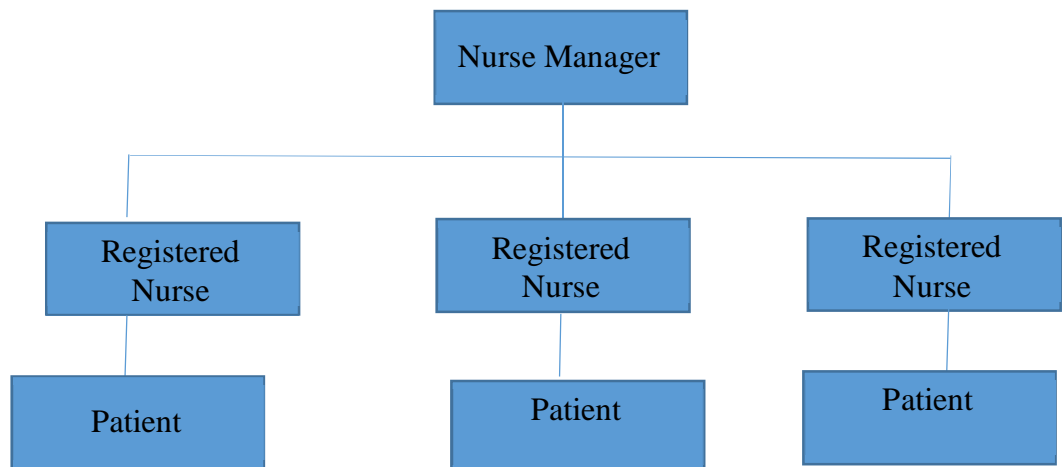 Nurse Manager
Registered
Nurse
Registered
Nurse
Registered
Nurse
Patient
Patient
Patient